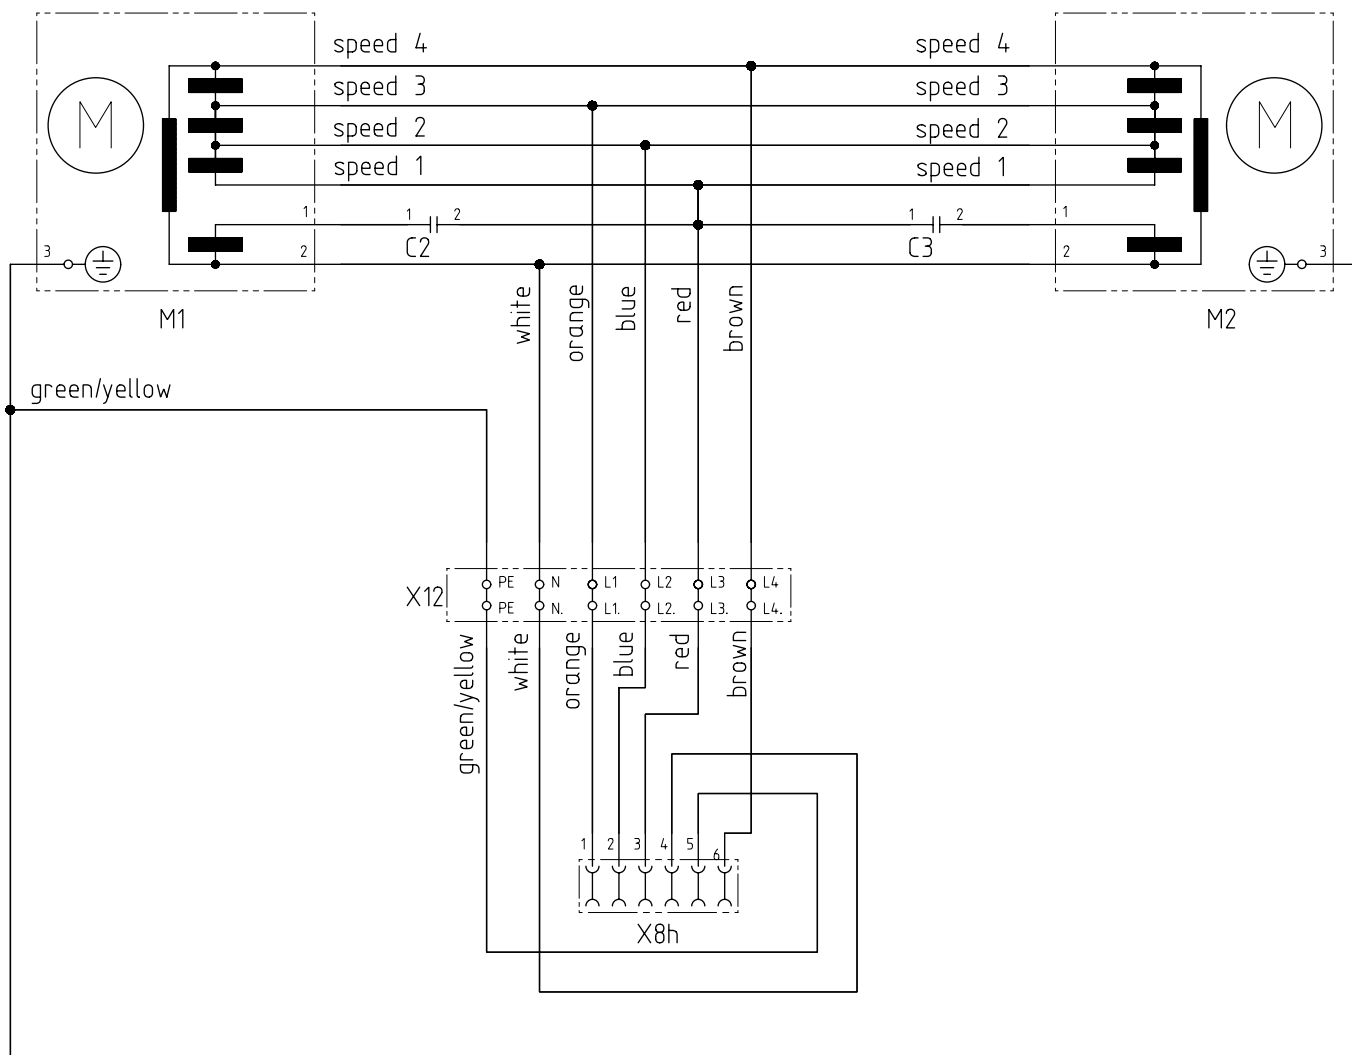 speed 4 speed 4
M speed 3 speed 3 M
speed 2 speed 2
speed 1 speed 1
1 1 2 1 2 1
3 2 C2 C3 2 3
M1 white orange blue red brown M2
green/yellow
X12 PE N L1 L2 L3 L4
PE N. L1. L2. L3. L4.
green/yellow white orange blue red brown
1 2 3 4 5 6
X8h